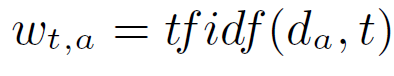 w_{t,a} = tfidf(d_a, t)